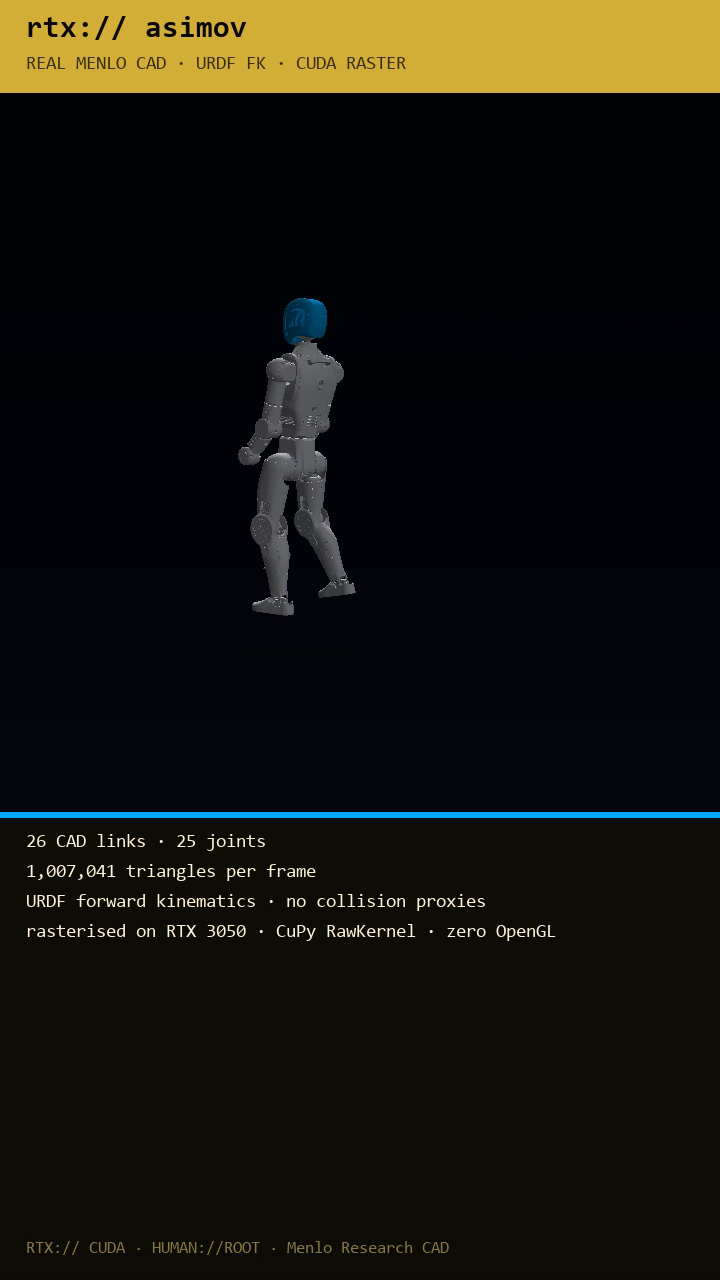 rtx:// asimov
REAL MENLO CAD · URDF FK · CUDA RASTER
26 CAD links · 25 joints
1,007,041 triangles per frame
URDF forward kinematics · no collision proxies
rasterised on RTX 3050 · CuPy RawKernel · zero OpenGL
RTX:// CUDA · HUMAN://ROOT · Menlo Research CAD